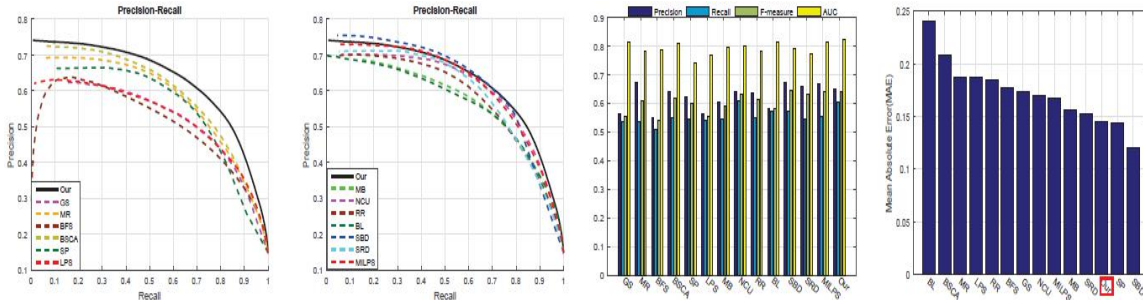 Precision-Recall
Precision
0.8
0.7
0.6
0.5
0.4
0.3
0.2
0.1
Our
GS
MR
BFS
BSCA
SP
LPS
0 0.1 0.2 0.3 0.4 0.5 0.6 0.7 0.8 0.9 1
Recall
Precision-Recall
Precision
0.8
0.7
0.6
0.5
0.4
0.3
0.2
0.1
Our
MB
NCU
RR
BL
SBD
SRD
MILPS
0 0.1 0.2 0.3 0.4 0.5 0.6 0.7 0.8 0.9 1
Recall
Precision Recall F-measure AUC
0.9
0.8
0.7
0.6
0.5
0.4
0.3
0.2
0.1
0
GS MR BFS BSCA SP LPS MB NCU RR BL SBD SRD MILPS Our
Mean Absolute Error(MAE)
0.25
0.2
0.15
0.1
0.05
0
BL BSCA MR LPS RR BFS GS NCU MILPS MB SRD Our SP